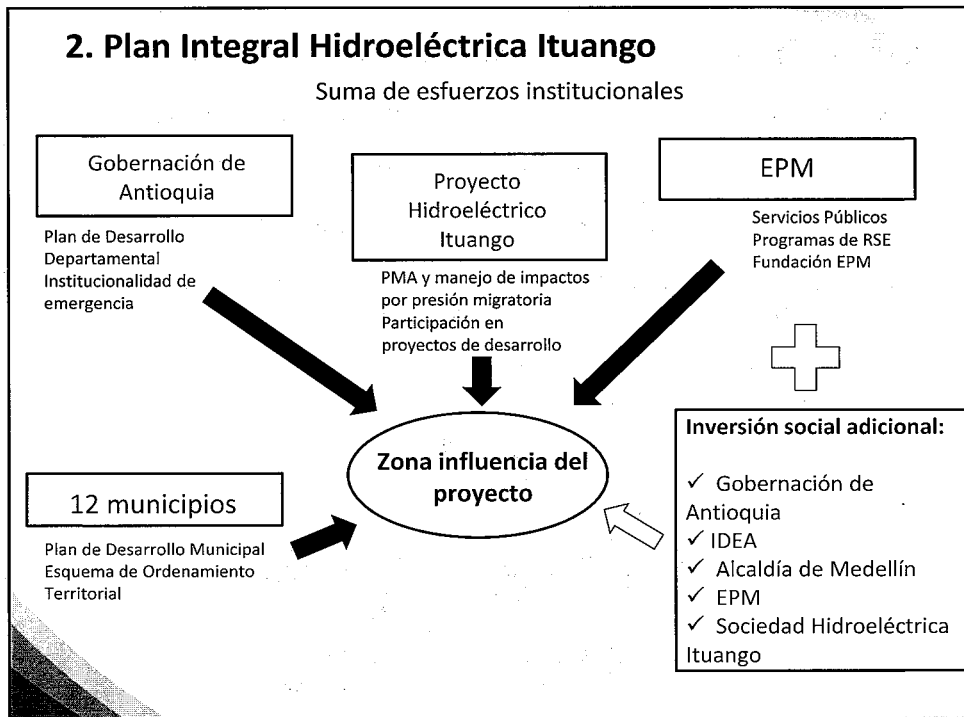 2. Plan Integral Hidroeléctrica Ituango
Suma de esfuerzos institucionales
Gobernación de
Antioquia
Plan de Desarrollo
Departamental
Institucionalidad de
emergencia
Proyecto
Hidroeléctrico
Ituango
PMA y manejo de impactos
por presión migratoria
Participación en
proyectos de desarrollo
EPM
Servicios Públicos
Programas de RSE
Fundación EPM
Zona influencia del
proyecto
12 municipios
Plan de Desarrollo Municipal
Esquema de Ordenamiento
Territorial
Inversión social adicional:
✓ Gobernación de
Antioquia
✓ IDEA
✓ Alcaldía de Medellín
✓ EPM
✓ Sociedad Hidroeléctrica
Ituango